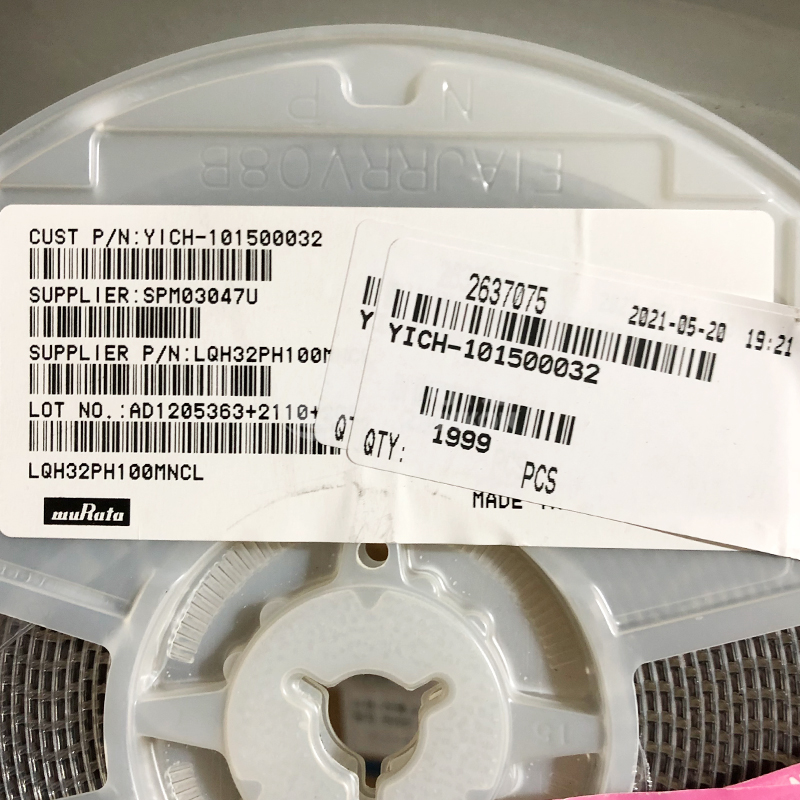 N
P
EIAJRRV08B
CUST P/N:YICH-101500032
SUPPLIER:SPM03047U
SUPPLIER P/N:LQH32PH100M
LOT NO.:AD1205363+2110+
LQH32PH100MNCL
muRata
MADE
Y
2637075
2021-05-20 19:21
YICH-101500032
QTY: 1999
PCS
15